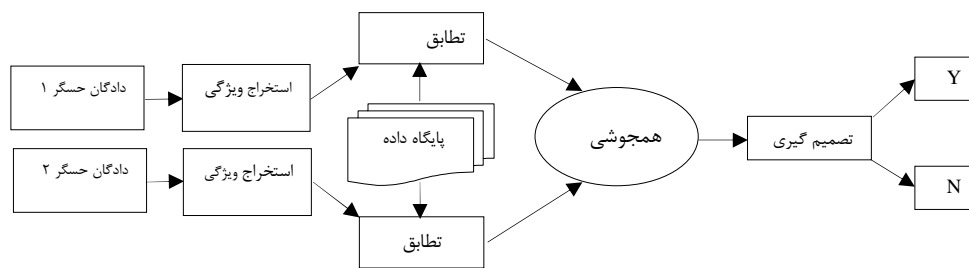 دادگان حسگر ۱
استخراج ویژگی
تطابق
پایگاه داده
همجوشی
تصمیم گیری
Y
N
دادگان حسگر ۲
استخراج ویژگی
تطابق